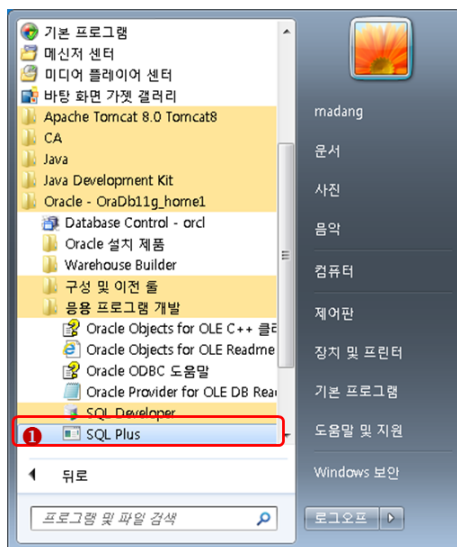 기본 프로그램
메신저 센터
미디어 플레이어 센터
바탕 화면 가젯 갤러리
Apache Tomcat 8.0 Tomcat8
CA
Java
Java Development Kit
Oracle - OraDb11g_home1
Database Control - orcl
Oracle 설치 제품
Warehouse Builder
구성 및 이전 툴
응용 프로그램 개발
Oracle Objects for OLE C++ 클래
Oracle Objects for OLE Readme
Oracle ODBC 도움말
Oracle Provider for OLE DB Rea
SQL Developer
1 SQL Plus
뒤로
프로그램 및 파일 검색
madang
문서
사진
음악
컴퓨터
제어판
장치 및 프린터
기본 프로그램
도움말 및 지원
Windows 보안
로그오프